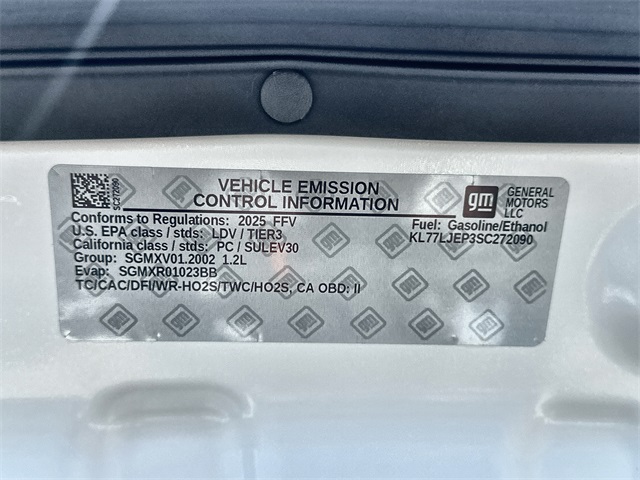 VEHICLE EMISSION
CONTROL INFORMATION
SC272090
gm
GENERAL
MOTORS
LLC
Conforms to Regulations: 2025 FFV
U.S. EPA class / stds: LDV / TIER3
California class / stds: PC / SULEV30
Group: SGMXV01.2002 1.2L
Evap: SGMXR01023BB
TC/CAC/DFI/WR-HO2S/TWC/HO2S, CA OBD: II
Fuel: Gasoline/Ethanol
KL77LJEP3SC272090